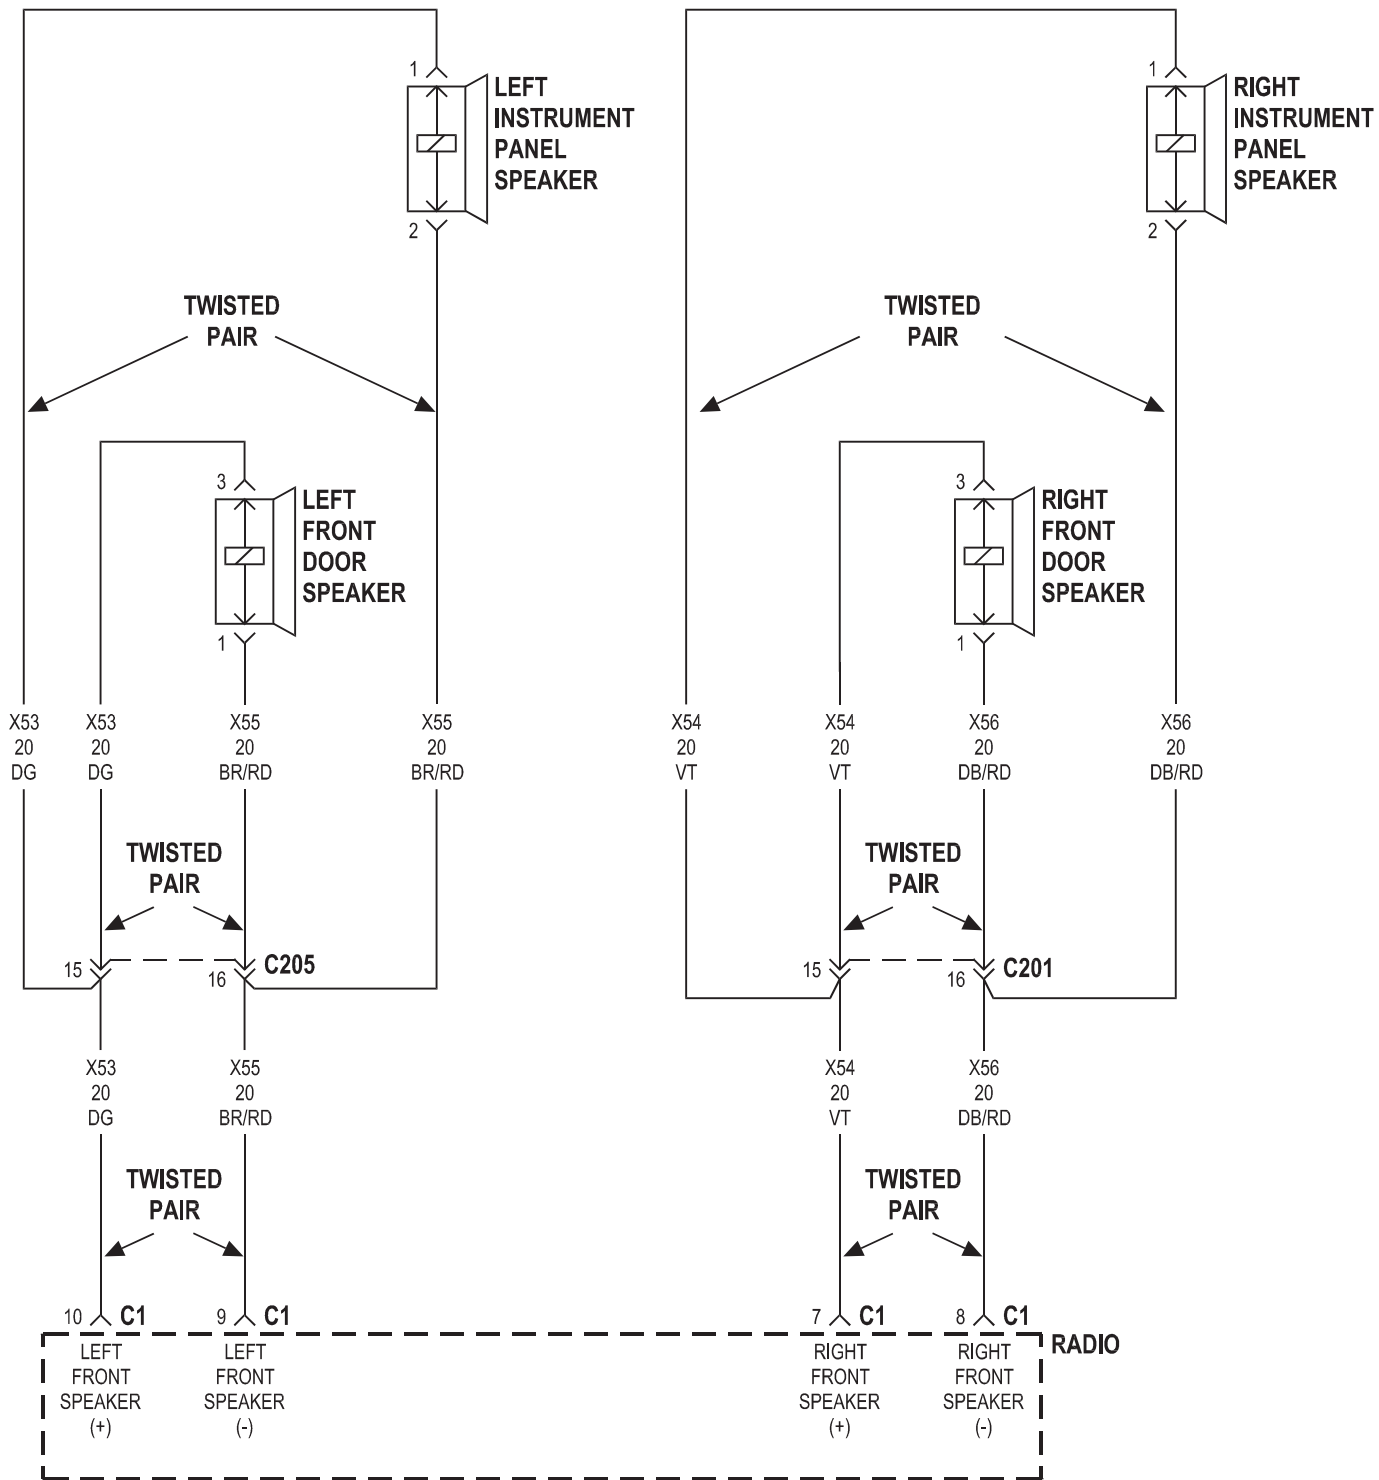 1
LEFT
INSTRUMENT
PANEL
SPEAKER
2
1
RIGHT
INSTRUMENT
PANEL
SPEAKER
2
TWISTED
PAIR
TWISTED
PAIR
3
LEFT
FRONT
DOOR
SPEAKER
1
3
RIGHT
FRONT
DOOR
SPEAKER
1
X53
20
DG
X53
20
DG
X55
20
BR/RD
X55
20
BR/RD
X54
20
VT
X54
20
VT
X56
20
DB/RD
X56
20
DB/RD
TWISTED
PAIR
TWISTED
PAIR
15
16
C205
15
16
C201
X53
20
DG
X55
20
BR/RD
X54
20
VT
X56
20
DB/RD
TWISTED
PAIR
TWISTED
PAIR
10 C1
9 C1
7 C1
8 C1
RADIO
LEFT
FRONT
SPEAKER
(+)
LEFT
FRONT
SPEAKER
(-)
RIGHT
FRONT
SPEAKER
(+)
RIGHT
FRONT
SPEAKER
(-)